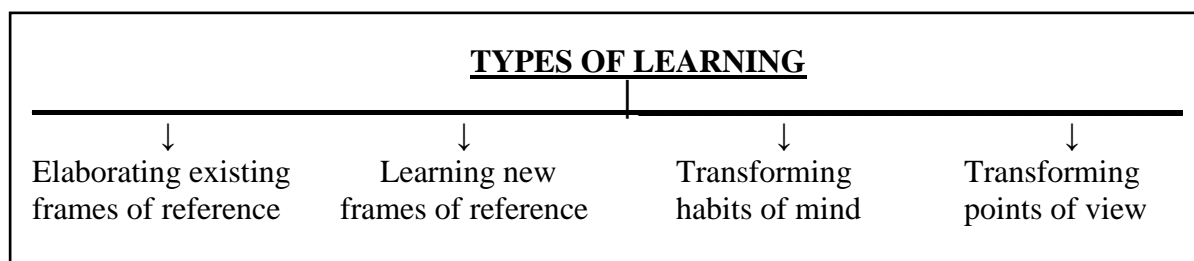 TYPES OF LEARNING
↓ ↓ ↓ ↓
Elaborating existing Learning new Transforming Transforming
frames of reference frames of reference habits of mind points of view